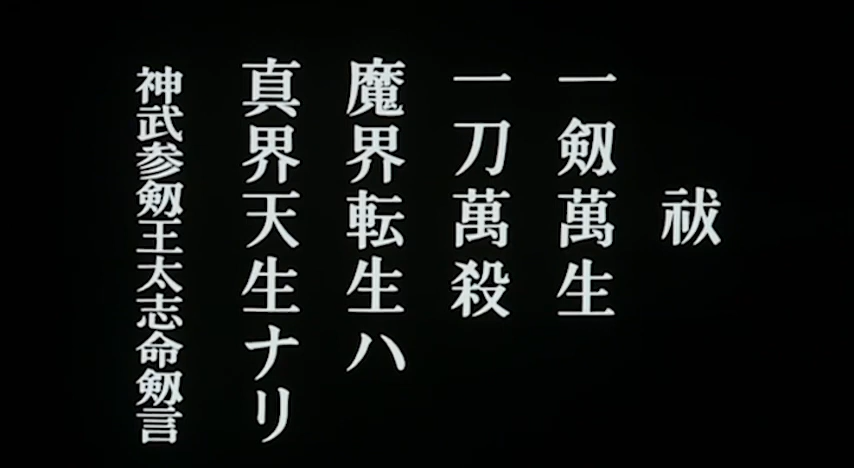 祓
一剱萬生
一刀萬殺
魔界転生ハ
真界天生ナリ
神武参剱王太志命剱言